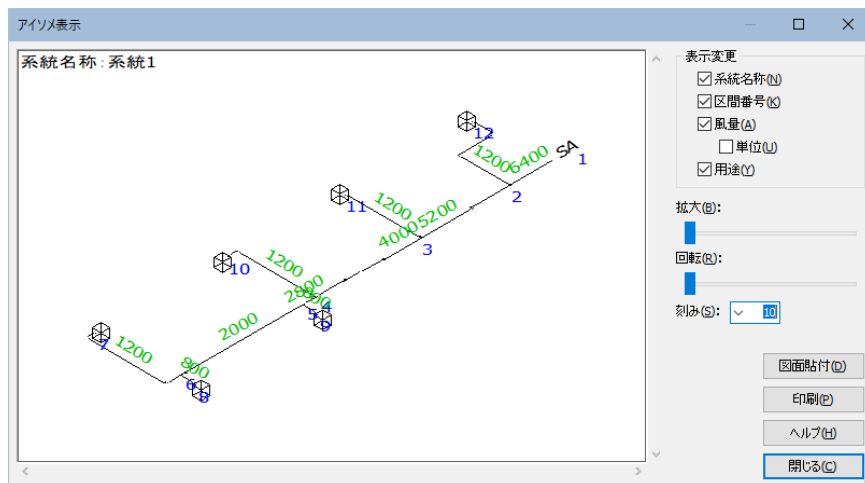 アイソメ表示
系統名称:系統1
12
1200
6400
SA
1
2
11
1200
5200
4000
3
10
1200
2800
800
4
5
9
2000
1200
7
800
6
8
表示変更
系統名称(N)
区間番号(K)
風量(A)
単位(U)
用途(Y)
拡大(B):
回転(R):
刻み(S):
10
図面貼付(D)
印刷(P)
ヘルプ(H)
閉じる(C)